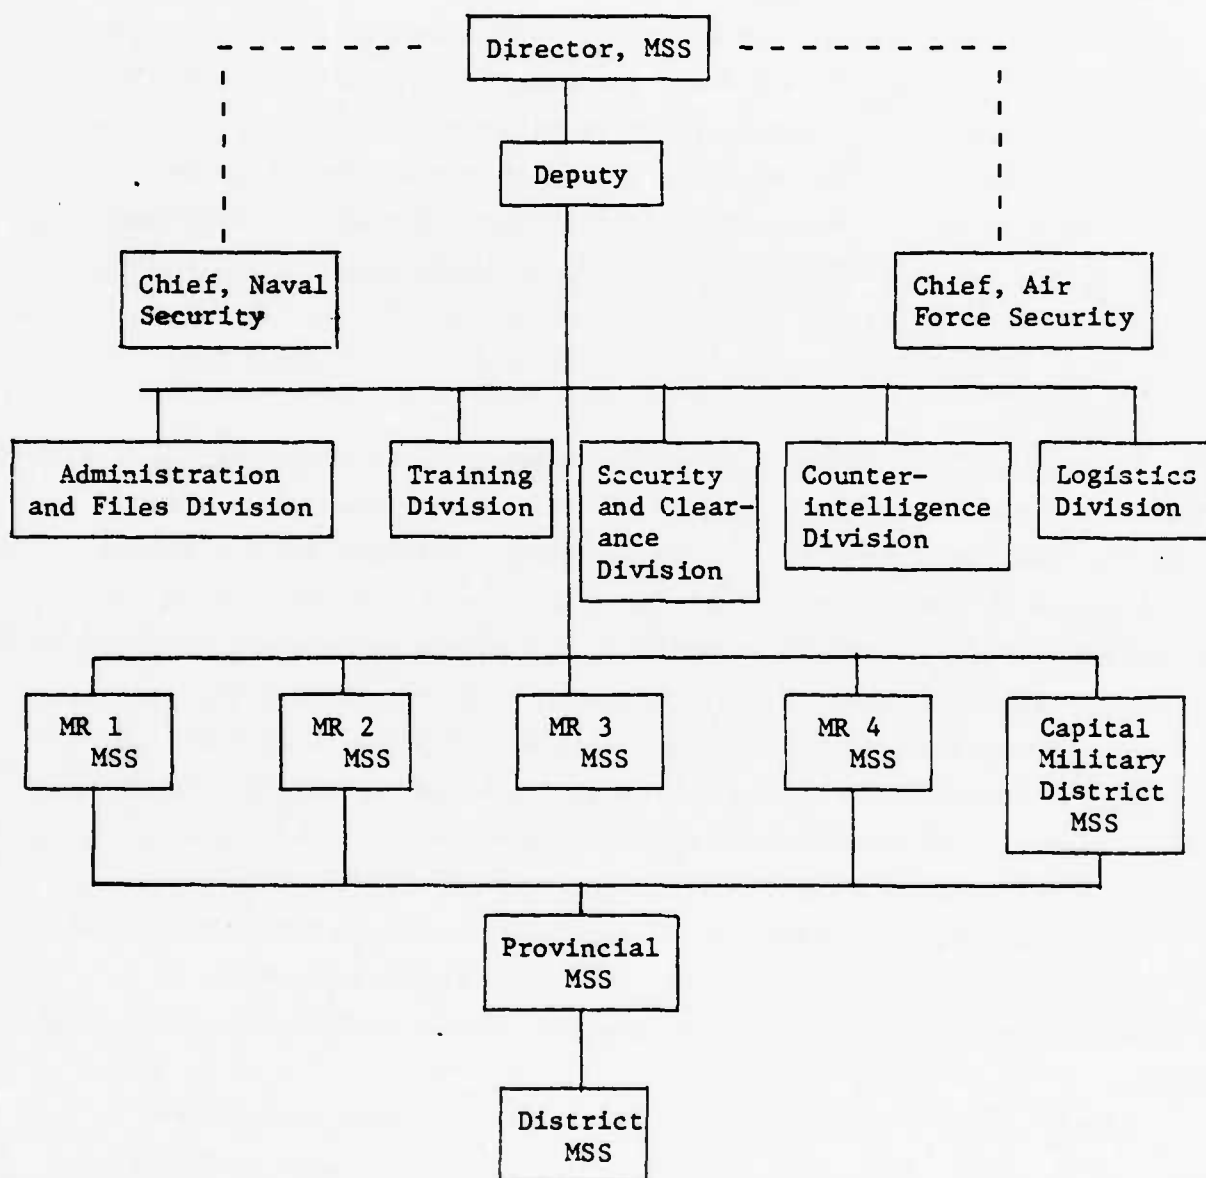 Director, MSS
Deputy
Chief, Naval
Security
Chief, Air
Force Security
Administration
and Files Division
Training
Division
Security
and Clear-
ance
Division
Counter-
intelligence
Division
Logistics
Division
MR 1
MSS
MR 2
MSS
MR 3
MSS
MR 4
MSS
Capital
Military
District
MSS
Provincial
MSS
District
MSS